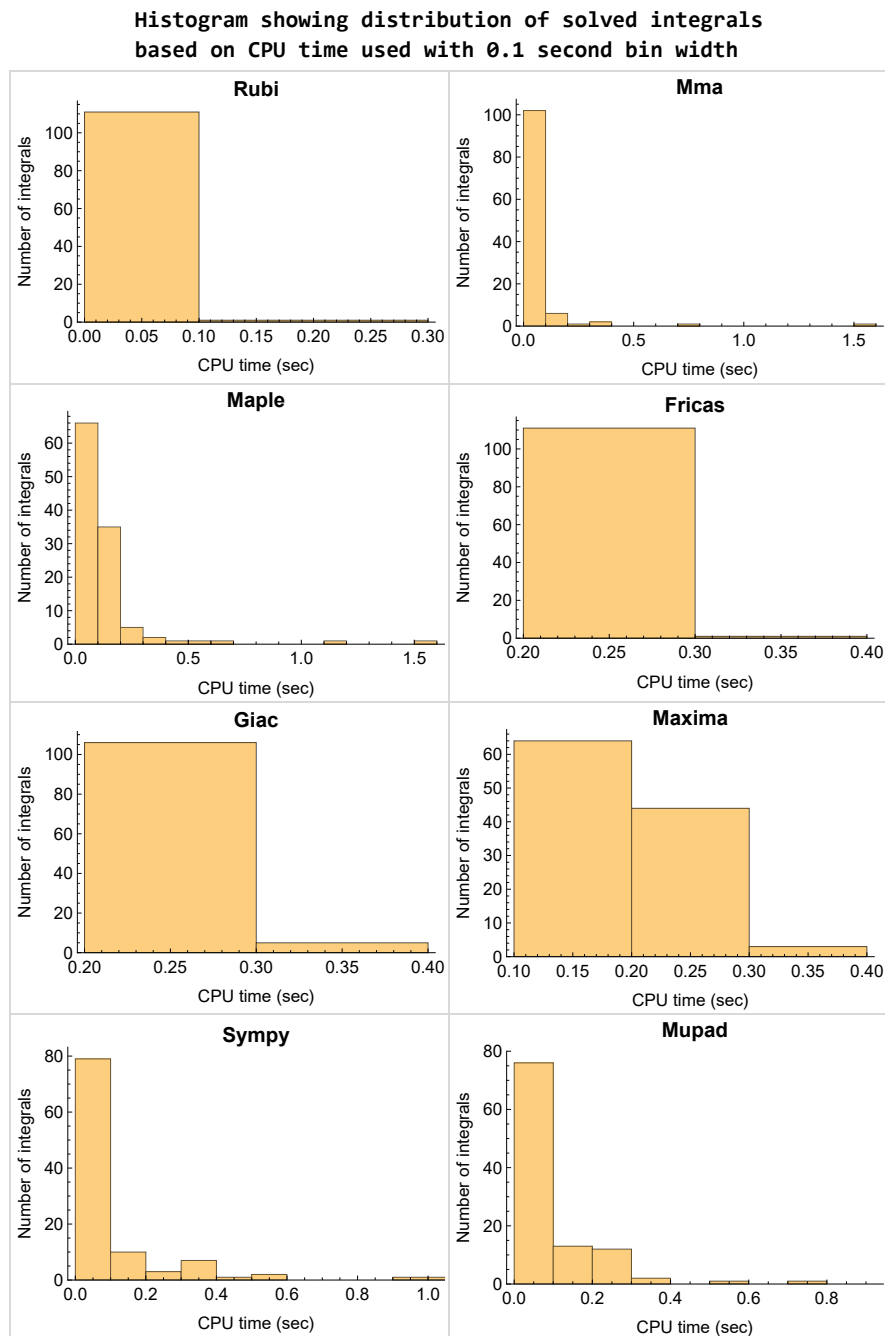 Histogram showing distribution of solved integrals
based on CPU time used with 0.1 second bin width
Rubi
Number of integrals
0
20
40
60
80
100
0.00 0.05 0.10 0.15 0.20 0.25 0.30
CPU time (sec)
Mma
Number of integrals
0
20
40
60
80
100
0.0 0.5 1.0 1.5
CPU time (sec)
Maple
Number of integrals
0
10
20
30
40
50
60
0.0 0.5 1.0 1.5
CPU time (sec)
Fricas
Number of integrals
0
20
40
60
80
100
0.20 0.25 0.30 0.35 0.40
CPU time (sec)
Giac
Number of integrals
0
20
40
60
80
100
0.20 0.25 0.30 0.35 0.40
CPU time (sec)
Maxima
Number of integrals
0
10
20
30
40
50
60
0.10 0.15 0.20 0.25 0.30 0.35 0.40
CPU time (sec)
Sympy
Number of integrals
0
20
40
60
80
0.0 0.2 0.4 0.6 0.8 1.0
CPU time (sec)
Mupad
Number of integrals
0
20
40
60
80
0.0 0.2 0.4 0.6 0.8
CPU time (sec)